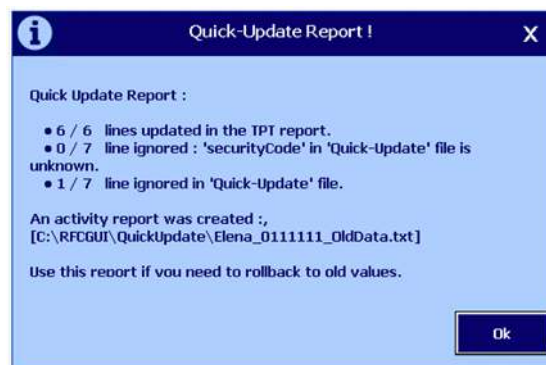 i
Quick-Update Report !
X
Quick Update Report :
● 6 / 6 lines updated in the TPT report.
● 0 / 7 line ignored : 'securityCode' in 'Quick-Update' file is
unknown.
● 1 / 7 line ignored in 'Quick-Update' file.
An activity report was created :,
[C:\RFCGUI\QuickUpdate\Elena_0111111_OldData.txt]
Use this report if you need to rollback to old values.
Ok